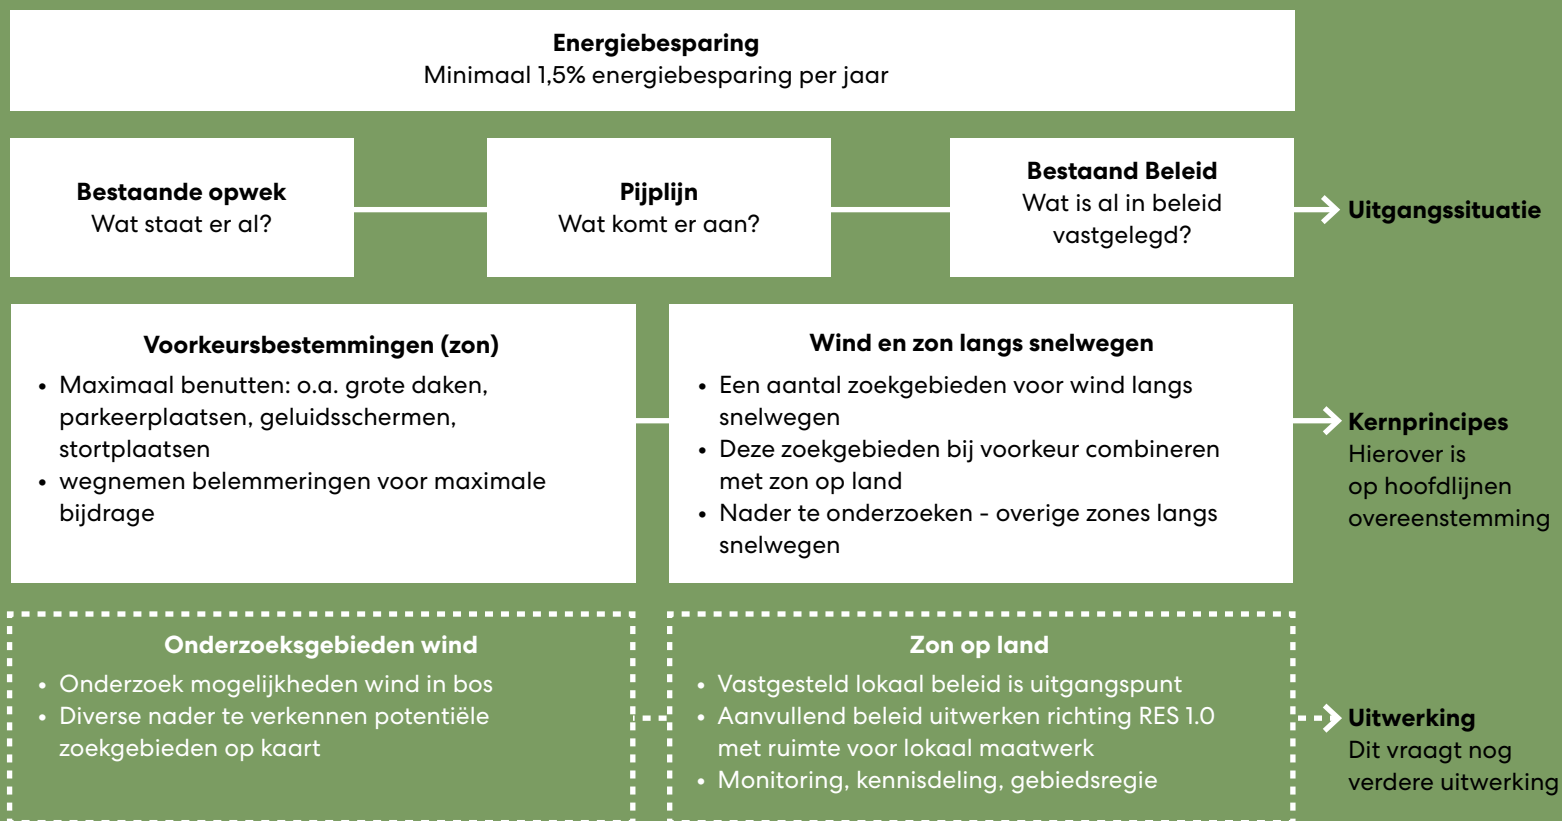 Energiebesparing
Minimaal 1,5% energiebesparing per jaar
Bestaande opwek
Wat staat er al?
Pijplijn
Wat komt er aan?
Bestaand Beleid
Wat is al in beleid
vastgelegd?
Uitgangssituatie
Voorkeursbestemmingen (zon)
• Maximaal benutten: o.a. grote daken,
parkeerplaatsen, geluidsschermen,
stortplaatsen
• wegnemen belemmeringen voor maximale
bijdrage
Wind en zon langs snelwegen
• Een aantal zoekgebieden voor wind langs
snelwegen
• Deze zoekgebieden bij voorkeur combineren
met zon op land
• Nader te onderzoeken - overige zones langs
snelwegen
Kernprincipes
Hierover is
op hoofdlijnen
overeenstemming
Onderzoeksgebieden wind
• Onderzoek mogelijkheden wind in bos
• Diverse nader te verkennen potentiële
zoekgebieden op kaart
Zon op land
• Vastgesteld lokaal beleid is uitgangspunt
• Aanvullend beleid uitwerken richting RES 1.0
met ruimte voor lokaal maatwerk
• Monitoring, kennisdeling, gebiedsregie
Uitwerking
Dit vraagt nog
verdere uitwerking